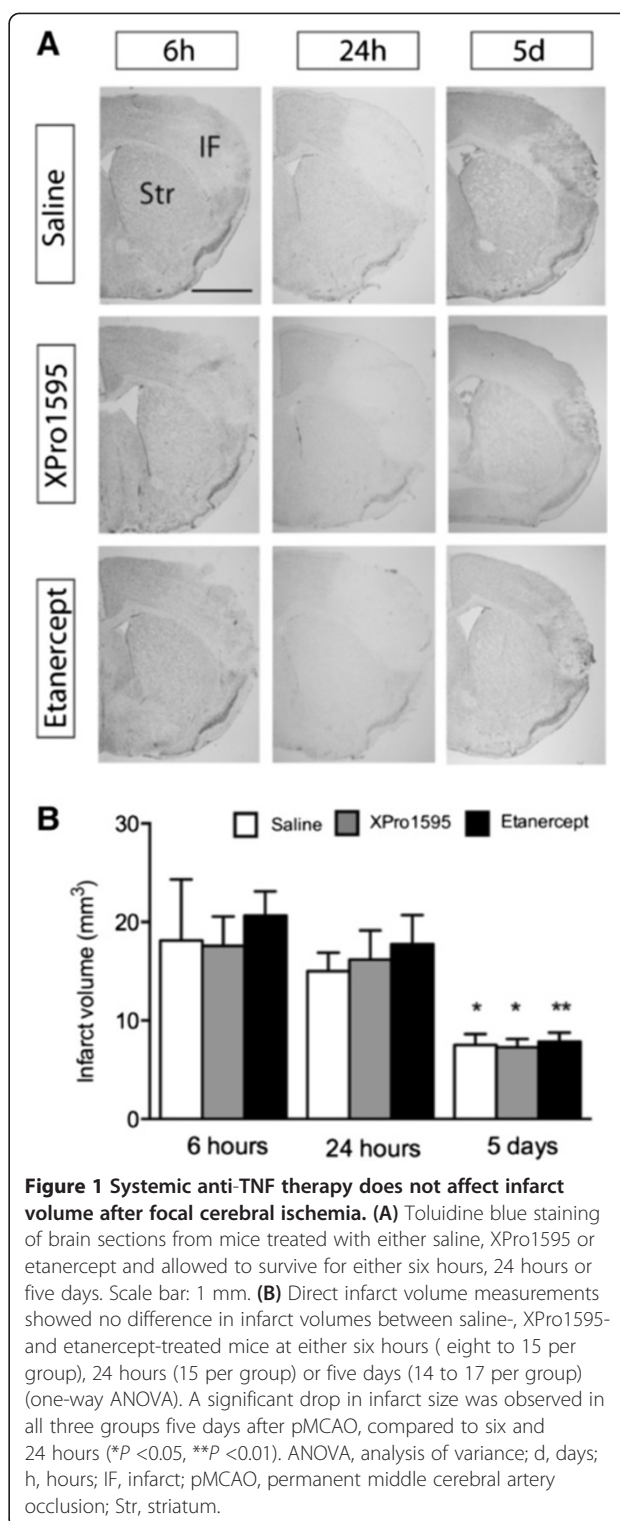 A
6h
24h
5d
Saline
IF
Str
XPro1595
Etanercept
B
Saline
XPro1595
Etanercept
Infarct volume (mm³)
30
20
10
0
* * **
6 hours
24 hours
5 days
Figure 1 Systemic anti-TNF therapy does not affect infarct
volume after focal cerebral ischemia. (A) Toluidine blue staining
of brain sections from mice treated with either saline, XPro1595 or
etanercept and allowed to survive for either six hours, 24 hours or
five days. Scale bar: 1 mm. (B) Direct infarct volume measurements
showed no difference in infarct volumes between saline-, XPro1595-
and etanercept-treated mice at either six hours ( eight to 15 per
group), 24 hours (15 per group) or five days (14 to 17 per group)
(one-way ANOVA). A significant drop in infarct size was observed in
all three groups five days after pMCAO, compared to six and
24 hours (*P <0.05, **P <0.01). ANOVA, analysis of variance; d, days;
h, hours; IF, infarct; pMCAO, permanent middle cerebral artery
occlusion; Str, striatum.